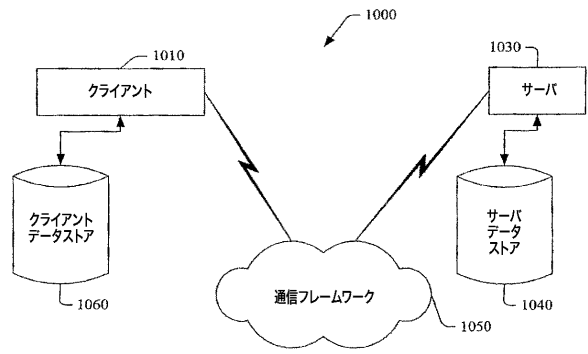 1000
1010
クライアント
1030
サーバ
クライアント
データストア
1060
サーバ
データ
ストア
1040
通信フレームワーク
1050